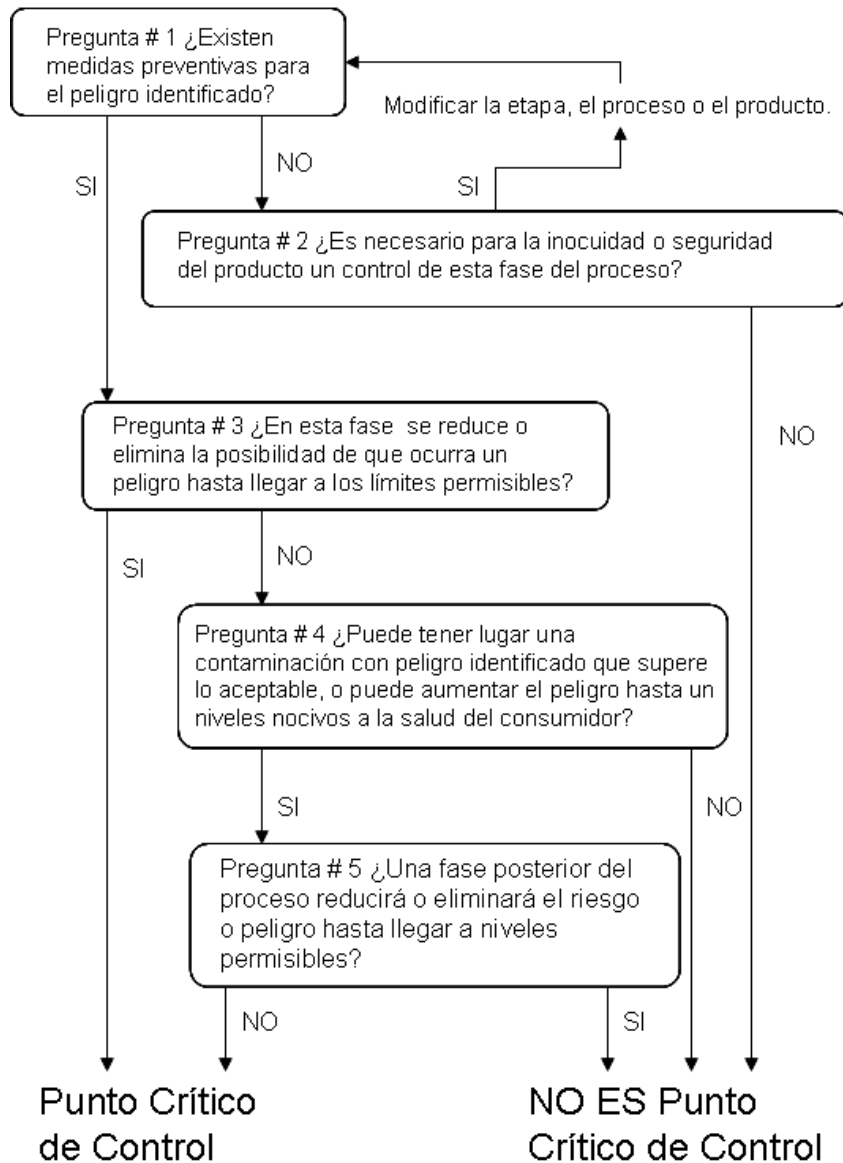 Pregunta # 1 ¿Existen
medidas preventivas para
el peligro identificado?
Modificar la etapa, el proceso o el producto.
SI
NO
SI
Pregunta # 2 ¿Es necesario para la inocuidad o seguridad
del producto un control de esta fase del proceso?
Pregunta # 3 ¿En esta fase se reduce o
elimina la posibilidad de que ocurra un
peligro hasta llegar a los límites permisibles?
NO
SI
NO
Pregunta # 4 ¿Puede tener lugar una
contaminación con peligro identificado que supere
lo aceptable, o puede aumentar el peligro hasta un
niveles nocivos a la salud del consumidor?
SI
NO
Pregunta # 5 ¿Una fase posterior del
proceso reducirá o eliminará el riesgo
o peligro hasta llegar a niveles
permisibles?
NO
SI
Punto Crítico
de Control
NO ES Punto
Crítico de Control